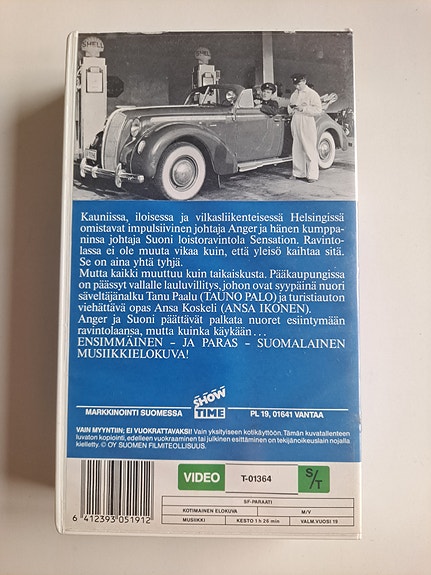 SHELL
Kauniissa, iloisessa ja vilkasliikenteisessä Helsingissä
omistavat impulsiivinen johtaja Anger ja hänen kumppa-
ninsa johtaja Suoni loistoravintola Sensation. Ravinto-
lassa ei ole muuta vikaa kuin, että yleisö kaihtaa sitä.
Se on aina yhtä tyhjä.
Mutta kaikki muuttuu kuin taikaiskusta. Pääkaupungissa
on päässyt vallalle lauluvillitys, johon ovat syypäinä nuori
säveltäjänalku Tanu Paalu (TAUNO PALO) ja turistiauton
viehättävä opas Ansa Koskeli (ANSA IKONEN).
Anger ja Suoni päättävät palkata nuoret esiintymään
ravintolaansa, mutta kuinka käykään . . .
ENSIMMÄINEN – JA PARAS – SUOMALAINEN
MUSIIKKIELOKUVA!
MARKKINOINTI SUOMESSA
SHOW
TIME
PL 19, 01641 VANTAA
VAIN MYYNTIIN; EI VUOKRATTAVAKSI! Vain yksityiseen kotikäyttöön. Tämän kuvatallenteen
luvaton kopiointi, edelleen vuokraaminen tai julkinen esittäminen on tekijänoikeuslain nojalla
kielletty. © OY SUOMEN FILMITEOLLISUUS.
VIDEO
T-01364
S/T
SF-PARAATI
KOTIMAINEN ELOKUVA
M/V
MUSIIKKI
KESTO 1 h 26 min
VALM.VUOSI 19
6 412393 051912